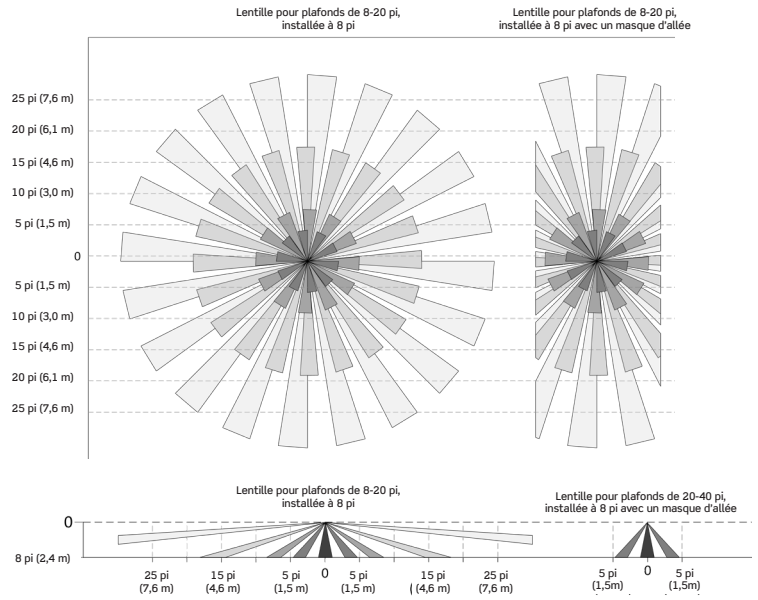 Lentille pour plafonds de 8-20 pi,
installée à 8 pi
Lentille pour plafonds de 8-20 pi,
installée à 8 pi avec un masque d'allée
25 pi (7,6 m)
20 pi (6,1 m)
15 pi (4,6 m)
10 pi (3,0 m)
5 pi (1,5 m)
0
5 pi (1,5 m)
10 pi (3,0 m)
15 pi (4,6 m)
20 pi (6,1 m)
25 pi (7,6 m)
Lentille pour plafonds de 8-20 pi,
installée à 8 pi
Lentille pour plafonds de 20-40 pi,
installée à 8 pi avec un masque d'allée
0
8 pi (2,4 m)
25 pi
(7,6 m)
15 pi
(4,6 m)
5 pi
(1,5 m)
0
5 pi
(1,5 m)
15 pi
(4,6 m)
25 pi
(7,6 m)
5 pi
(1,5m)
0
5 pi
(1,5m)